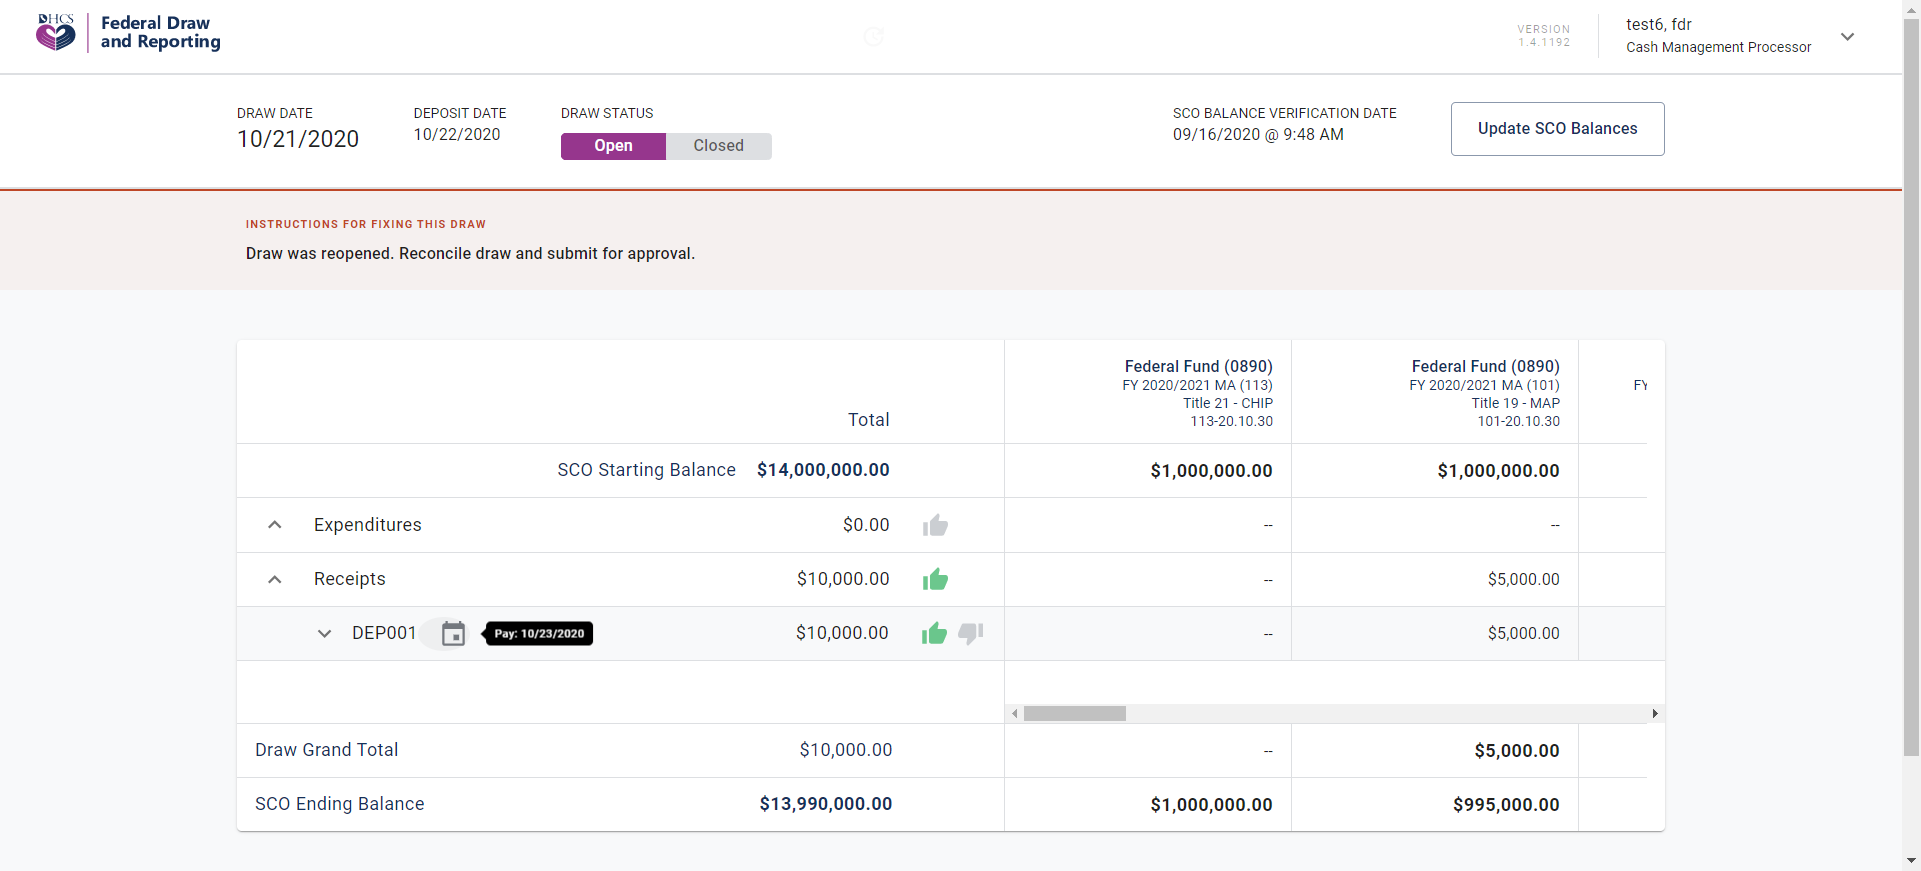 DHCS
Federal Draw
and Reporting
VERSION
1.4.1192
test6, fdr
Cash Management Processor
DRAW DATE
10/21/2020
DEPOSIT DATE
10/22/2020
DRAW STATUS
Open Closed
SCO BALANCE VERIFICATION DATE
09/16/2020 @ 9:48 AM
Update SCO Balances
INSTRUCTIONS FOR FIXING THIS DRAW
Draw was reopened. Reconcile draw and submit for approval.
Total
Federal Fund (0890)
FY 2020/2021 MA (113)
Title 21 - CHIP
113-20.10.30
Federal Fund (0890)
FY 2020/2021 MA (101)
Title 19 - MAP
101-20.10.30
FY
SCO Starting Balance $14,000,000.00 $1,000,000.00 $1,000,000.00
Expenditures $0.00 -- --
Receipts $10,000.00 -- $5,000.00
DEP001 Pay: 10/23/2020 $10,000.00 -- $5,000.00
Draw Grand Total $10,000.00 -- $5,000.00
SCO Ending Balance $13,990,000.00 $1,000,000.00 $995,000.00